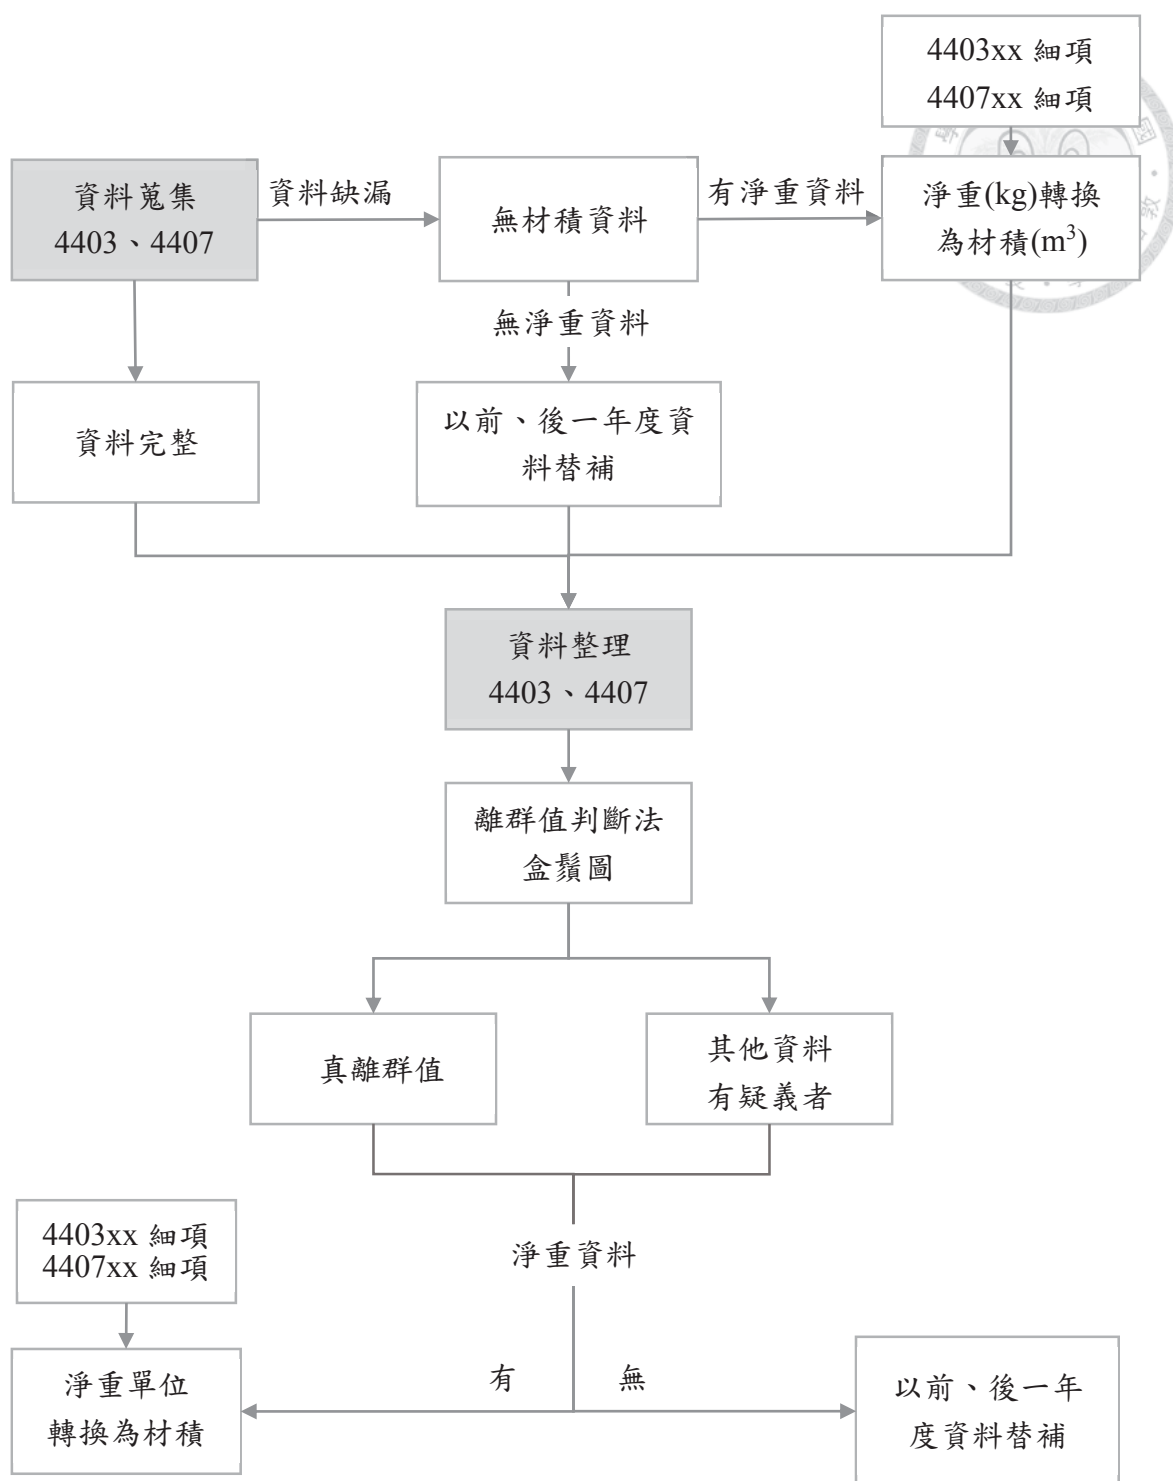 4403xx 細項
4407xx 細項
資料蒐集
4403、4407
資料缺漏
無材積資料
有淨重資料
淨重(kg)轉換
為材積(m³)
無淨重資料
資料完整
以前、後一年度資
料替補
資料整理
4403、4407
離群值判斷法
盒鬚圖
真離群值
其他資料
有疑義者
4403xx 細項
4407xx 細項
淨重資料
淨重單位
轉換為材積
有
無
以前、後一年
度資料替補